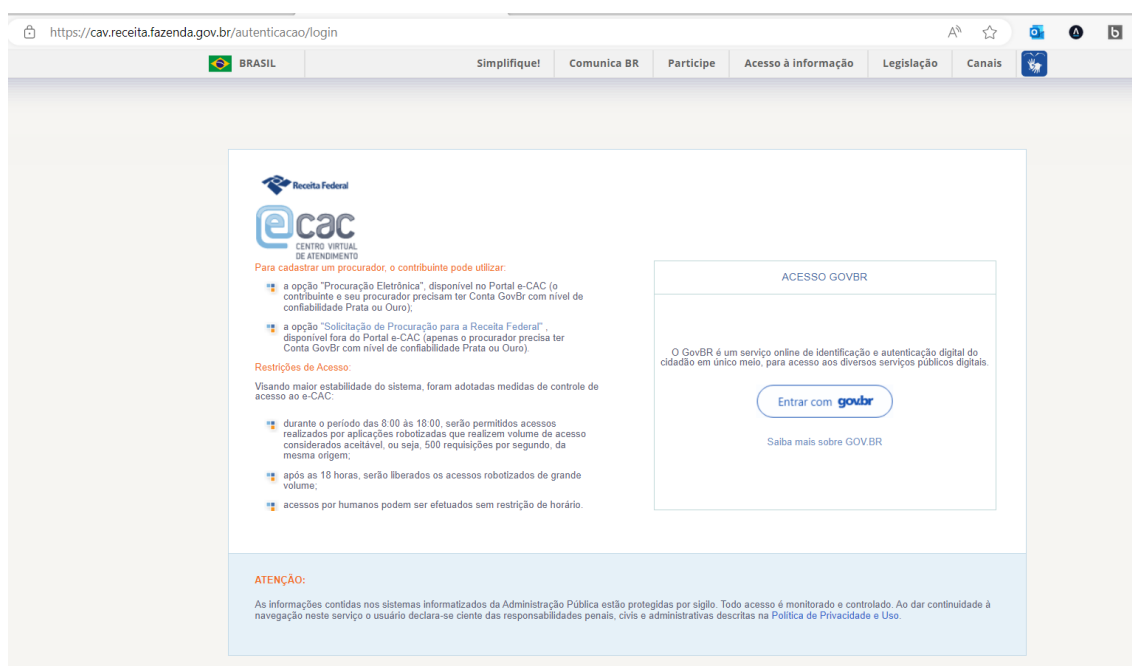 https://cav.receita.fazenda.gov.br/autenticacao/login
BRASIL
Simplifique!
Comunica BR
Participe
Acesso à informação
Legislação
Canais
Receita Federal
e
cac
CENTRO VIRTUAL
DE ATENDIMENTO
Para cadastrar um procurador, o contribuinte pode utilizar:
a opção "Procuração Eletrônica", disponível no Portal e-CAC (o
contribuinte e seu procurador precisam ter Conta GovBr com nível de
confiabilidade Prata ou Ouro);
a opção "Solicitação de Procuração para a Receita Federal" ,
disponível fora do Portal e-CAC (apenas o procurador precisa ter
Conta GovBr com nível de confiabilidade Prata ou Ouro).
Restrições de Acesso:
Visando maior estabilidade do sistema, foram adotadas medidas de controle de
acesso ao e-CAC:
durante o período das 8:00 às 18:00, serão permitidos acessos
realizados por aplicações robotizadas que realizem volume de acesso
considerados aceitável, ou seja, 500 requisições por segundo, da
mesma origem;
após as 18 horas, serão liberados os acessos robotizados de grande
volume;
acessos por humanos podem ser efetuados sem restrição de horário.
ACESSO GOVBR
O GovBR é um serviço online de identificação e autenticação digital do
cidadão em único meio, para acesso aos diversos serviços públicos digitais.
Entrar com gov.br
Saiba mais sobre GOV.BR
ATENÇÃO:
As informações contidas nos sistemas informatizados da Administração Pública estão protegidas por sigilo. Todo acesso é monitorado e controlado. Ao dar continuidade à
navegação neste serviço o usuário declara-se ciente das responsabilidades penais, civis e administrativas descritas na Política de Privacidade e Uso.